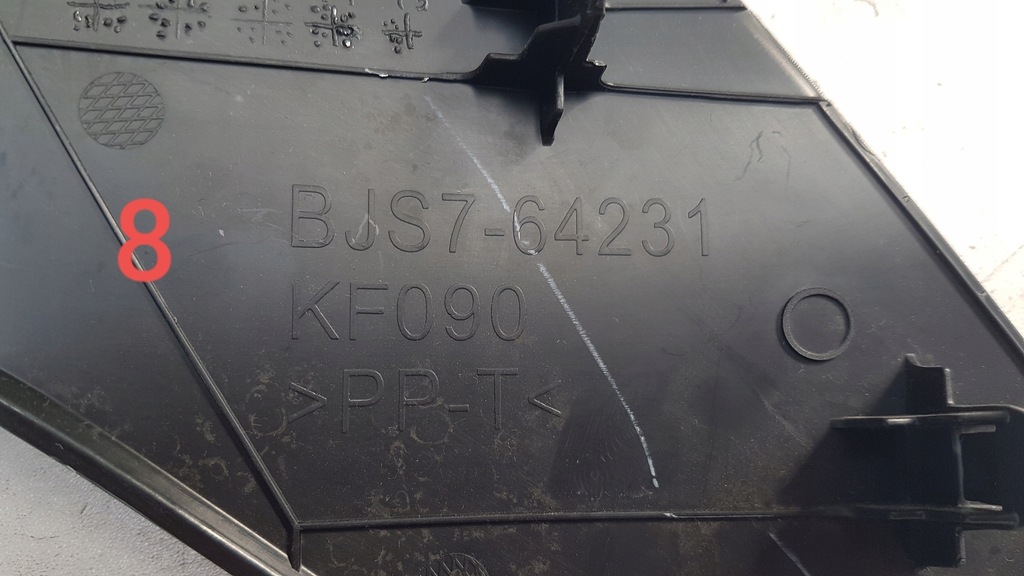 BJS7-64231
8
KF090
>PP-T<